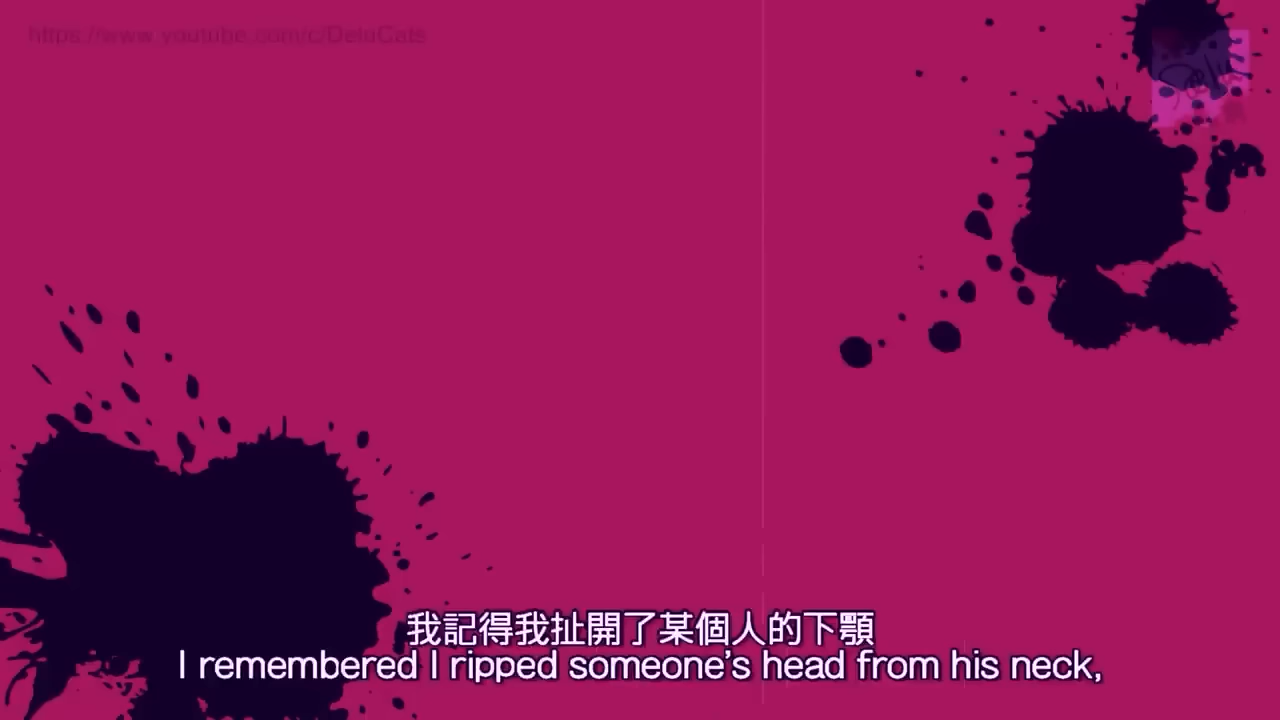 https://www.youtube.com/c/DeluCats
我記得我扯開了某個人的下顎
I remembered I ripped someone's head from his neck,